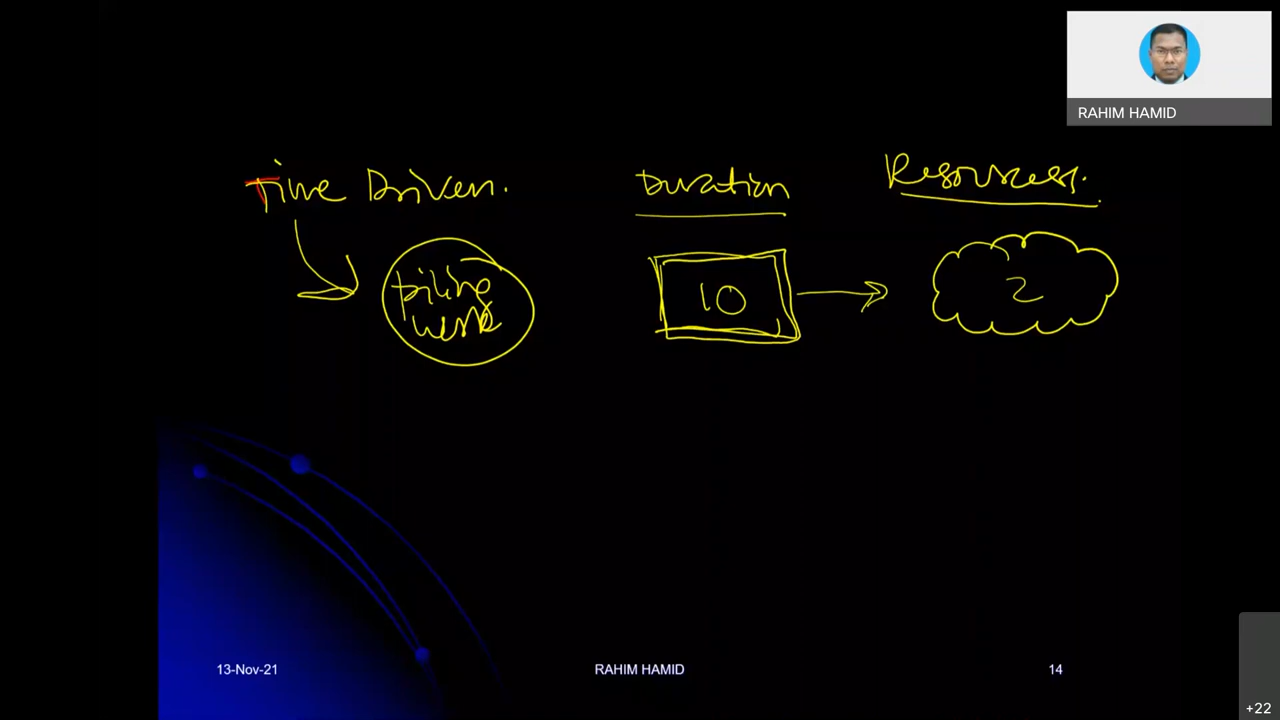 RAHIM HAMID
Time Driven.
Duration
Resources.
piling
work
10
2
13-Nov-21
RAHIM HAMID
14
+22